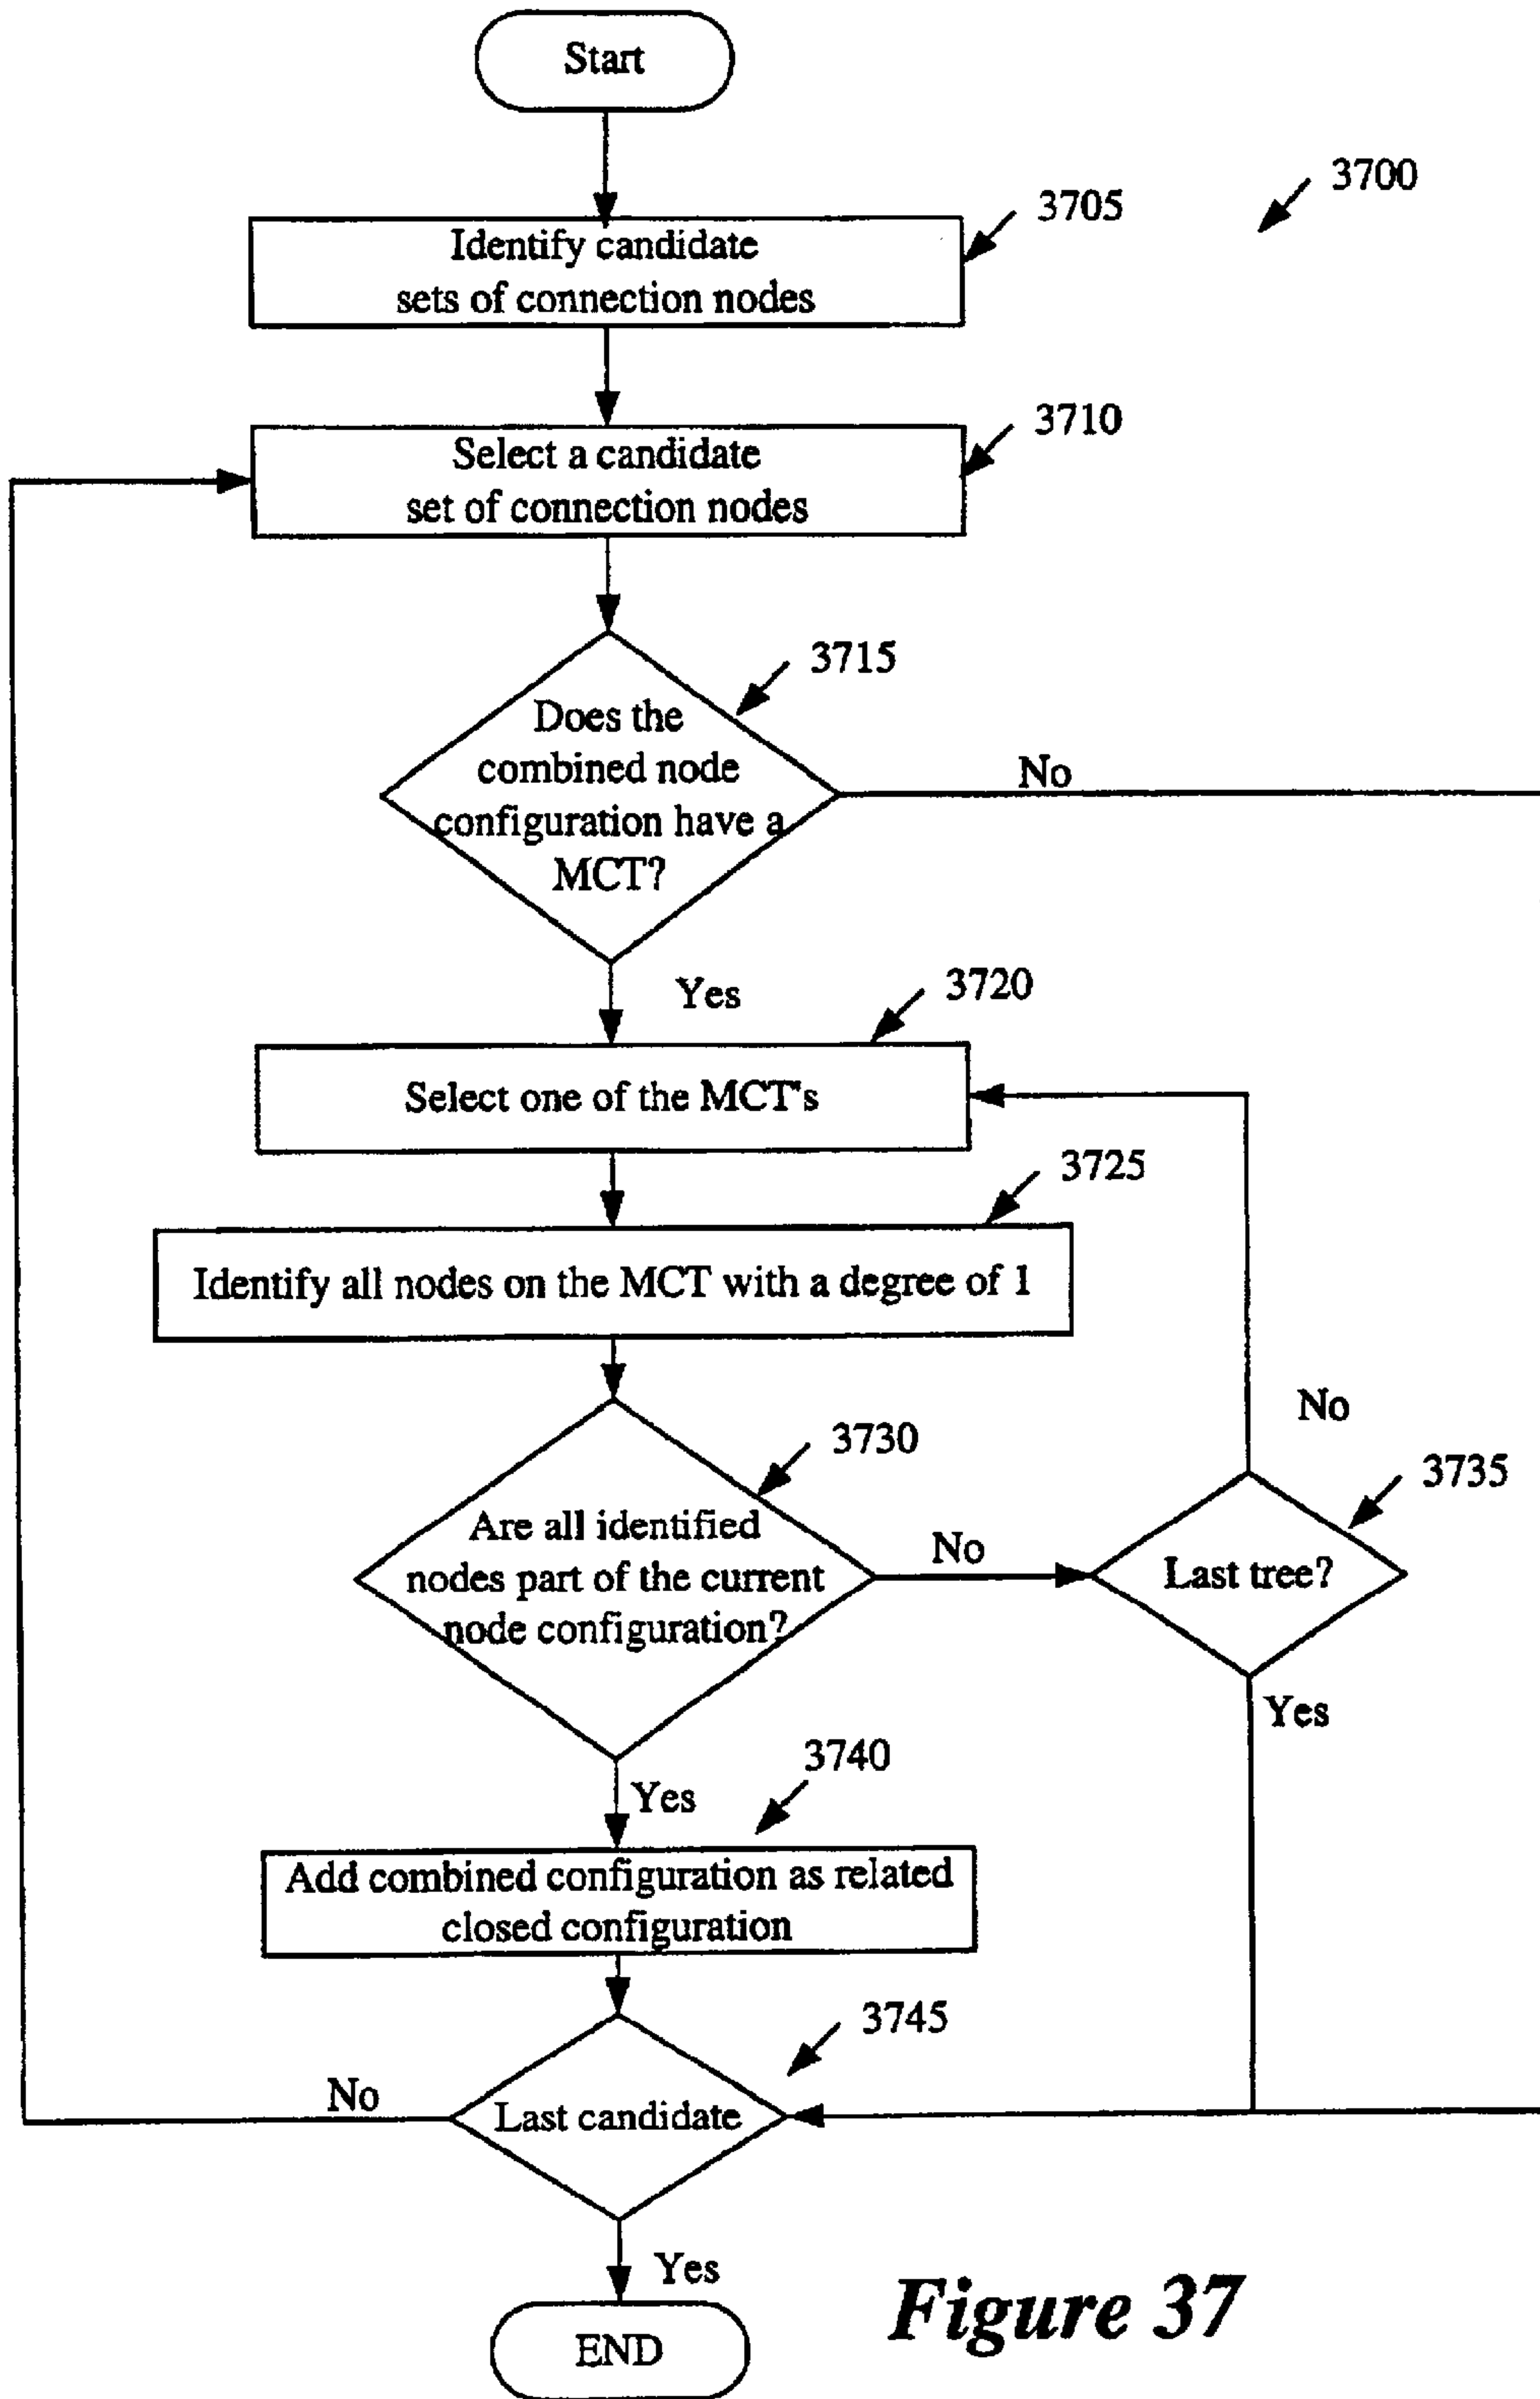 Start
3700
3705
Identify candidate
sets of connection nodes
3710
Select a candidate
set of connection nodes
3715
Does the
combined node
configuration have a
MCT?
No
Yes
3720
Select one of the MCT's
3725
Identify all nodes on the MCT with a degree of 1
No
3730
3735
Are all identified
nodes part of the current
node configuration?
No
Last tree?
Yes
3740
Yes
Add combined configuration as related
closed configuration
3745
No
Last candidate
Yes
Figure 37
END